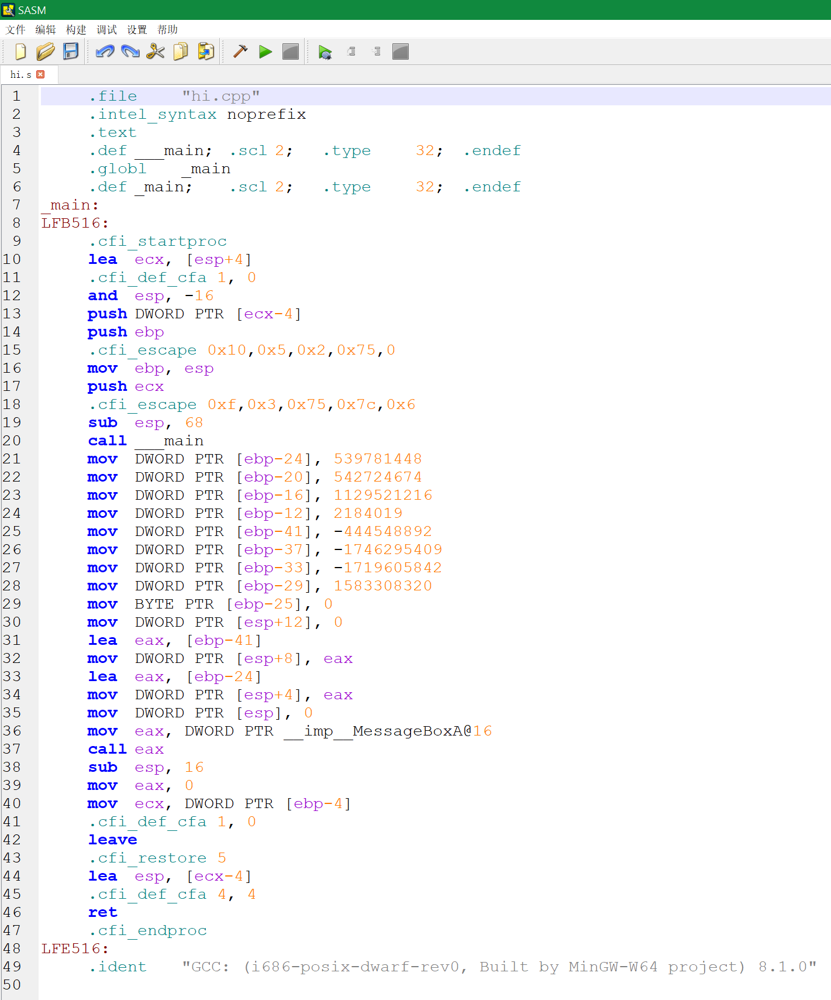 SASM
文件 编辑 构建 调试 设置 帮助
hi.s
1 .file "hi.cpp"
2 .intel_syntax noprefix
3 .text
4 .def ___main; .scl 2; .type 32; .endef
5 .globl _main
6 .def _main; .scl 2; .type 32; .endef
7 _main:
8 LFB516:
9 .cfi_startproc
10 lea ecx, [esp+4]
11 .cfi_def_cfa 1, 0
12 and esp, -16
13 push DWORD PTR [ecx-4]
14 push ebp
15 .cfi_escape 0x10,0x5,0x2,0x75,0
16 mov ebp, esp
17 push ecx
18 .cfi_escape 0xf,0x3,0x75,0x7c,0x6
19 sub esp, 68
20 call ___main
21 mov DWORD PTR [ebp-24], 539781448
22 mov DWORD PTR [ebp-20], 542724674
23 mov DWORD PTR [ebp-16], 1129521216
24 mov DWORD PTR [ebp-12], 2184019
25 mov DWORD PTR [ebp-41], -444548892
26 mov DWORD PTR [ebp-37], -1746295409
27 mov DWORD PTR [ebp-33], -1719605842
28 mov DWORD PTR [ebp-29], 1583308320
29 mov BYTE PTR [ebp-25], 0
30 mov DWORD PTR [esp+12], 0
31 lea eax, [ebp-41]
32 mov DWORD PTR [esp+8], eax
33 lea eax, [ebp-24]
34 mov DWORD PTR [esp+4], eax
35 mov DWORD PTR [esp], 0
36 mov eax, DWORD PTR __imp__MessageBoxA@16
37 call eax
38 sub esp, 16
39 mov eax, 0
40 mov ecx, DWORD PTR [ebp-4]
41 .cfi_def_cfa 1, 0
42 leave
43 .cfi_restore 5
44 lea esp, [ecx-4]
45 .cfi_def_cfa 4, 4
46 ret
47 .cfi_endproc
48 LFE516:
49 .ident "GCC: (i686-posix-dwarf-rev0, Built by MinGW-W64 project) 8.1.0"
50